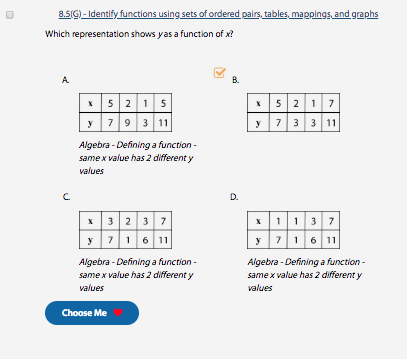 8.5(G) - Identify functions using sets of ordered pairs, tables, mappings, and graphs
Which representation shows y as a function of x?
A.
x 5 2 1 5
y 7 9 3 11
Algebra - Defining a function -
same x value has 2 different y
values
B.
x 5 2 1 7
y 7 3 3 11
C.
x 3 2 3 7
y 7 1 6 11
Algebra - Defining a function -
same x value has 2 different y
values
D.
x 1 1 3 7
y 7 1 6 11
Algebra - Defining a function -
same x value has 2 different y
values
Choose Me